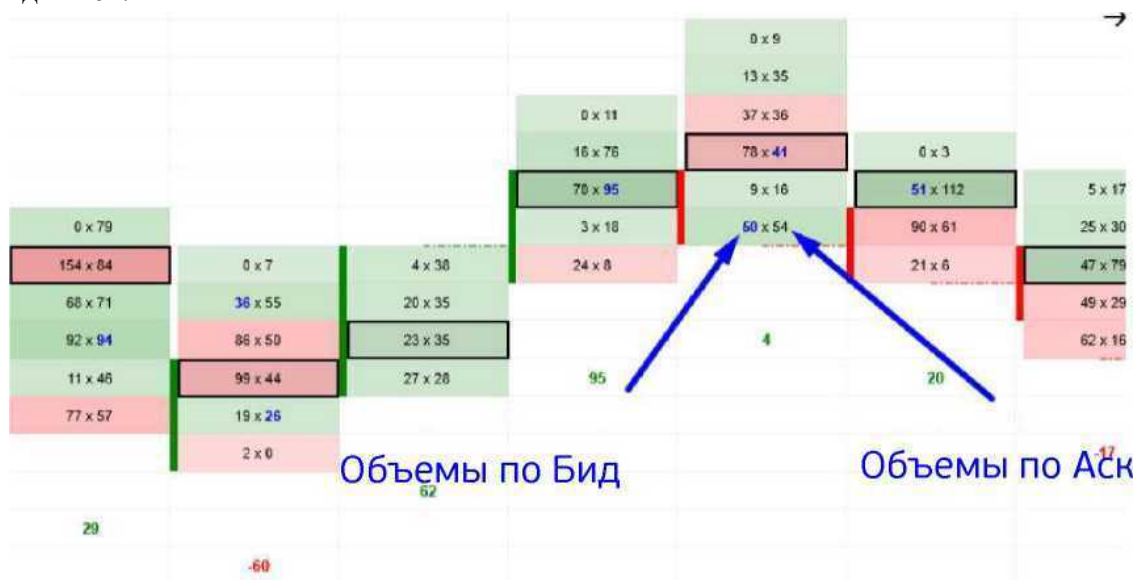 0 x 9
13 x 35
0 x 11 37 x 36
16 x 76 78 x 41 0 x 3
70 x 95 9 x 16 51 x 112 5 x 17
0 x 79 3 x 18 50 x 54 90 x 61 25 x 30
154 x 84 0 x 7 4 x 38 24 x 8 21 x 6 47 x 79
68 x 71 36 x 55 20 x 35 49 x 29
92 x 94 86 x 50 23 x 35 4 62 x 16
11 x 46 99 x 44 27 x 28 95 20
77 x 57 19 x 26
2 x 0 -17
Объемы по Бид Объемы по Аск
62
29
-60